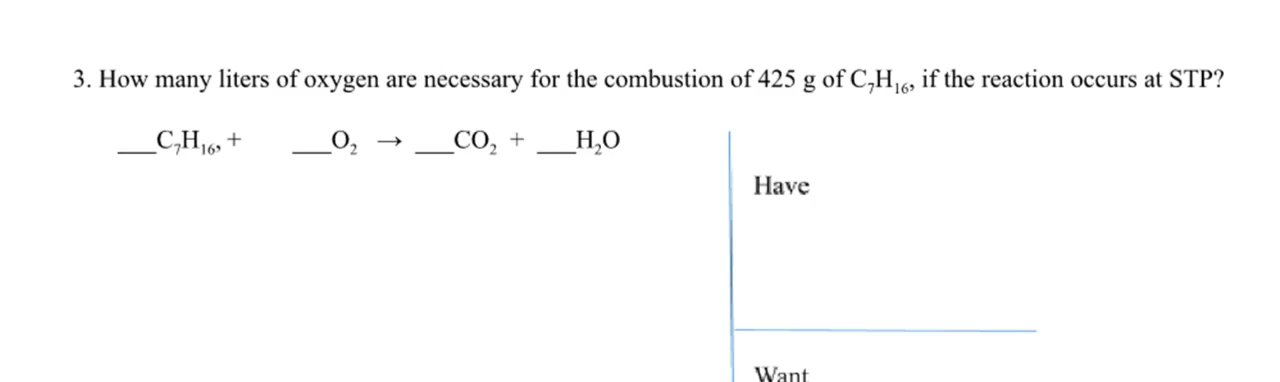 3. How many liters of oxygen are necessary for the combustion of 425 g of C₇H₁₆, if the reaction occurs at STP?
___C₇H₁₆, + ___O₂ → ___CO₂ + ___H₂O
Have
Want